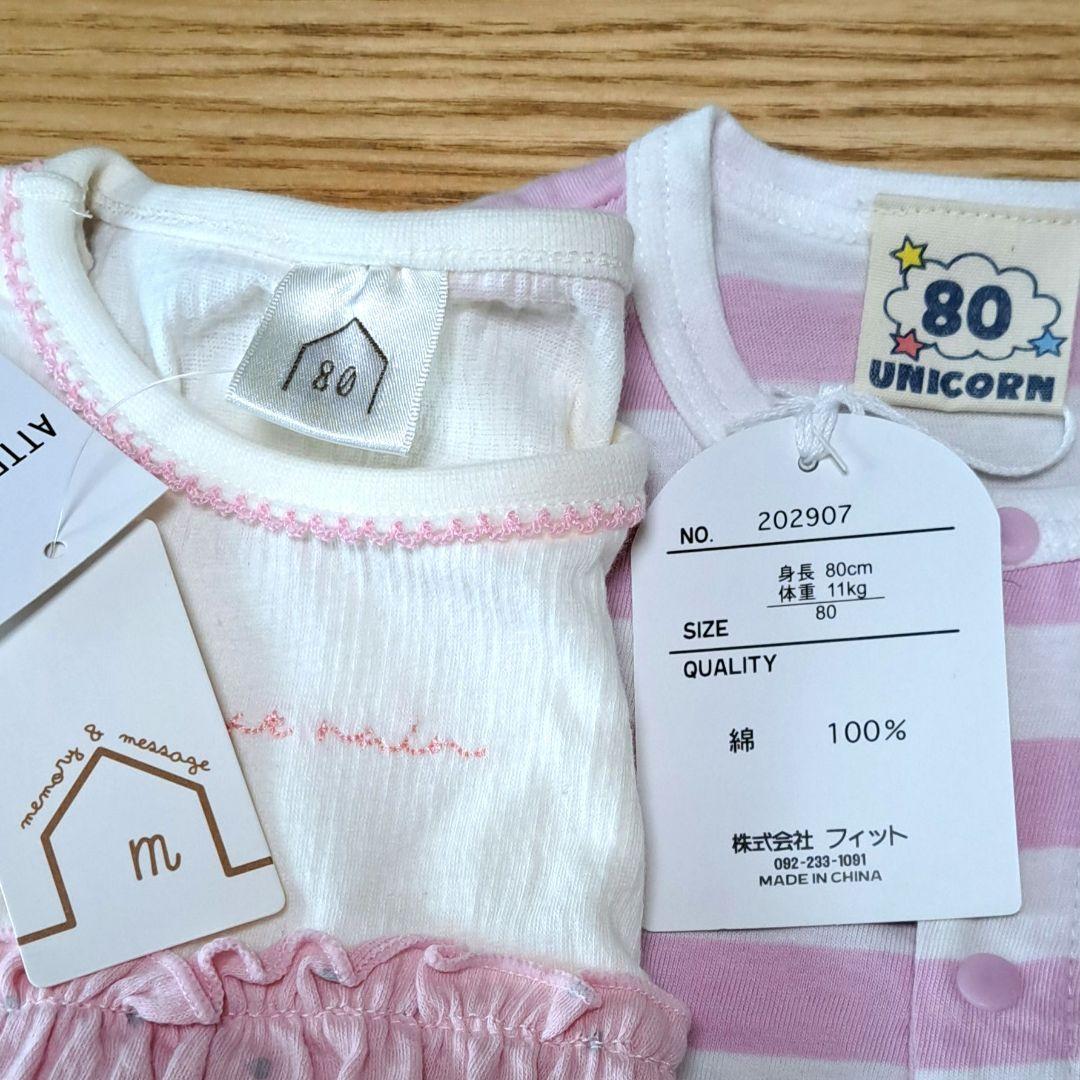 80
80
UNICORN
NO. 202907
身長 80cm
体重 11kg
80
SIZE
QUALITY
綿 100%
株式会社 フィット
092-233-1091
MADE IN CHINA
memory & message
m